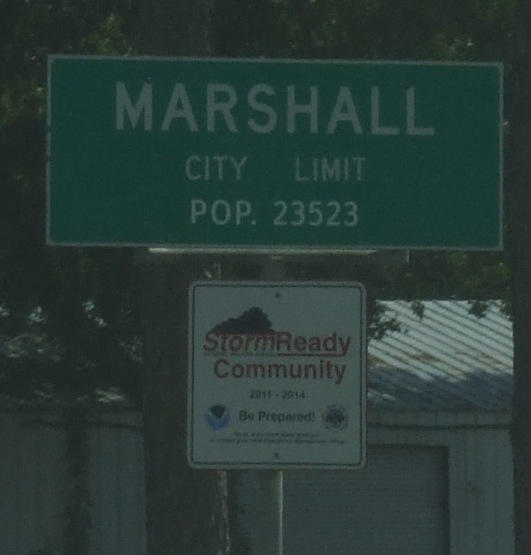 MARSHALL
CITY LIMIT
POP. 23523
StormReady
Community
2011 - 2014
Be Prepared!